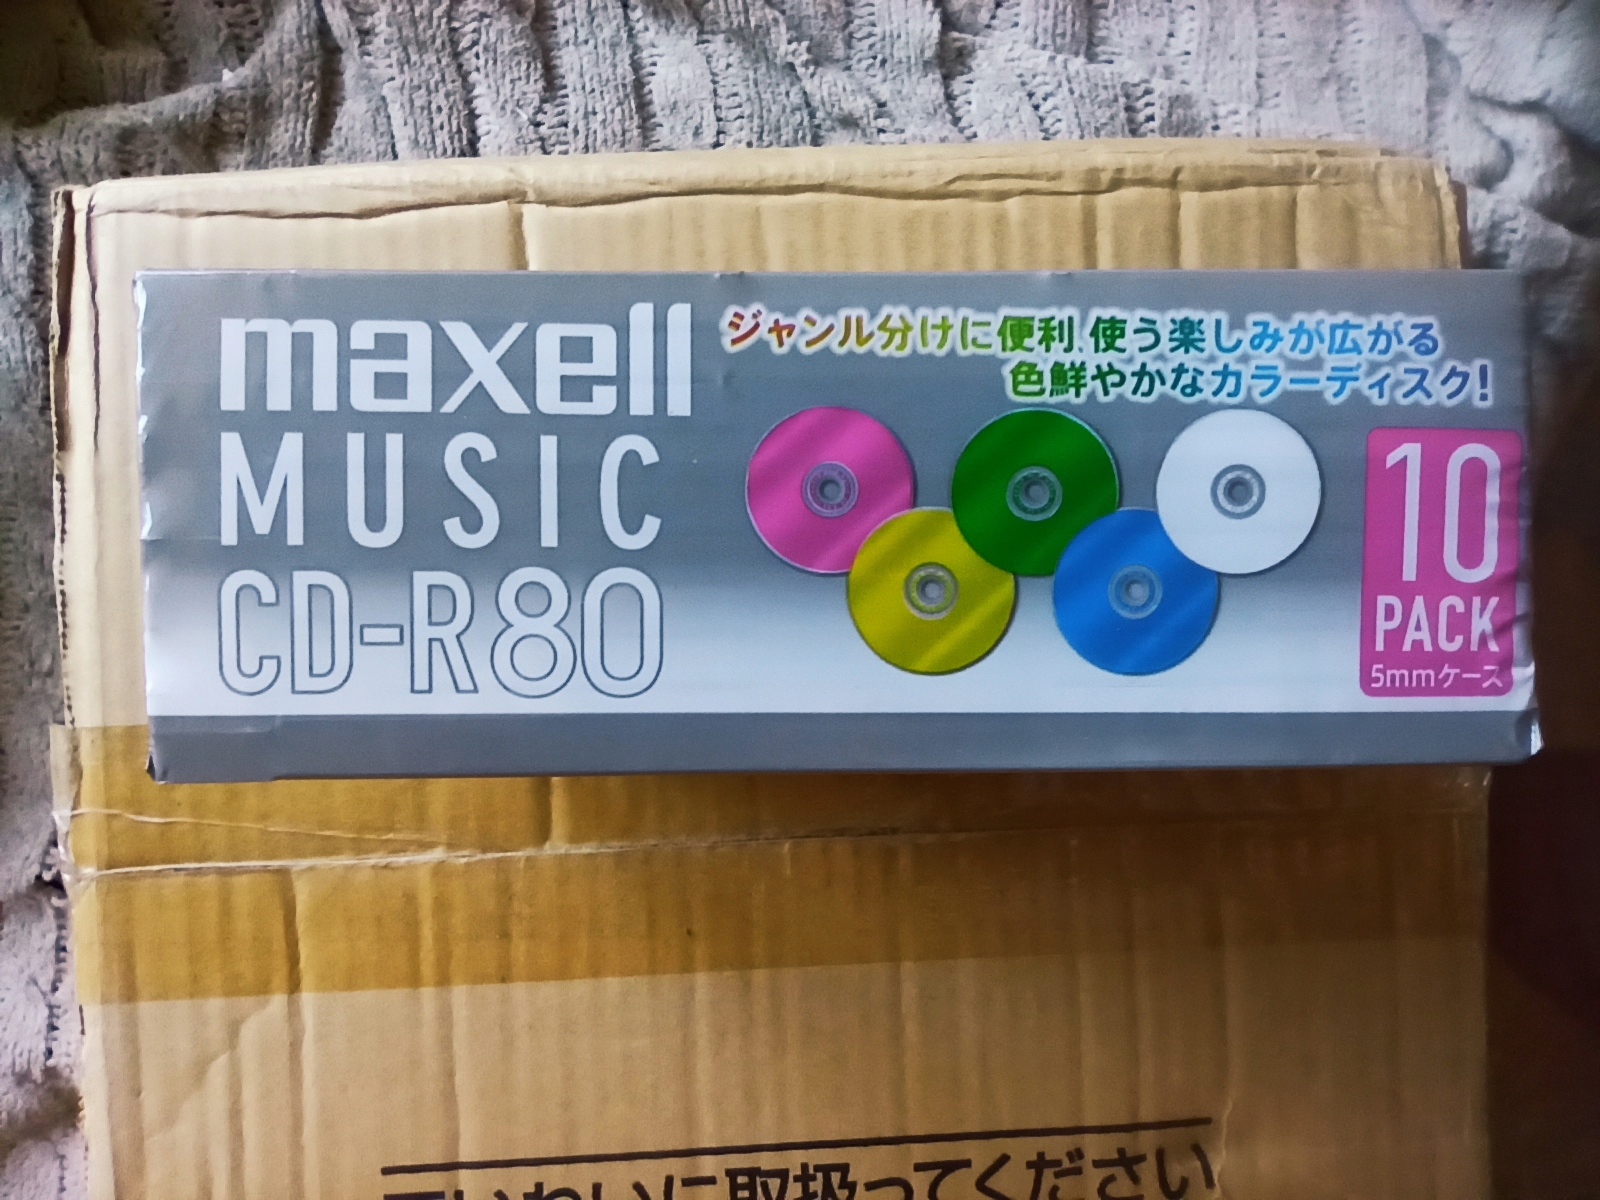 maxell
MUSIC
CD-R80
ジャンル分けに便利、使う楽しみが広がる
色鮮やかなカラーディスク!
10
PACK
5mmケース
ていねいに取扱ってください